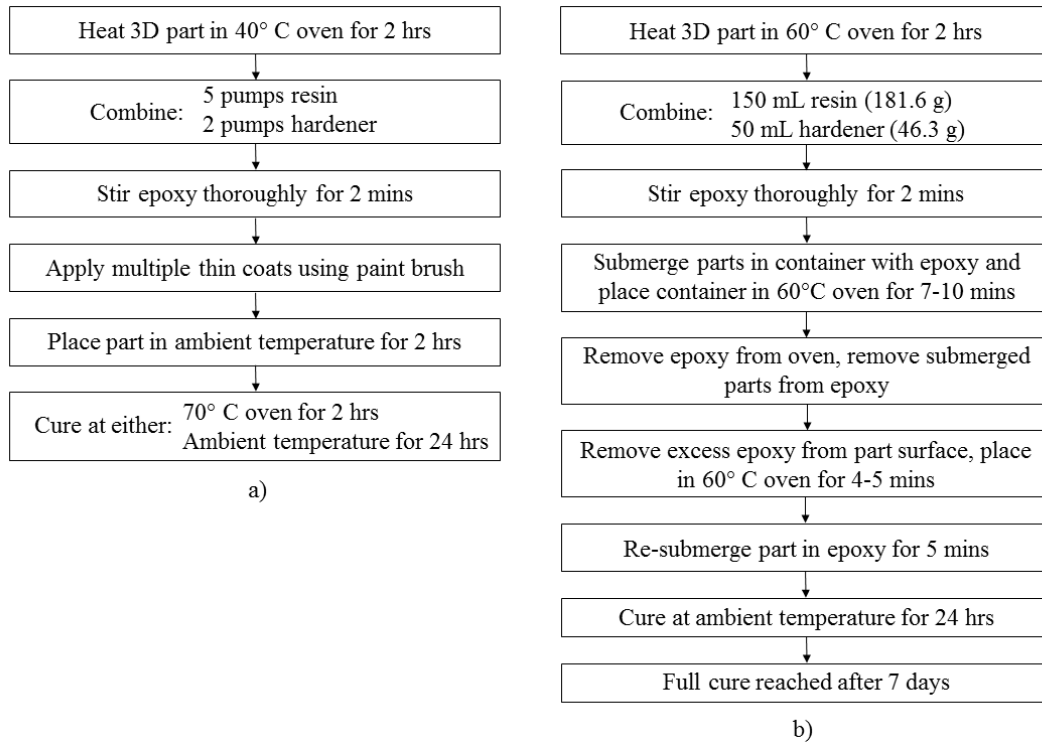 Heat 3D part in 40° C oven for 2 hrs
Combine:
5 pumps resin
2 pumps hardener
Stir epoxy thoroughly for 2 mins
Apply multiple thin coats using paint brush
Place part in ambient temperature for 2 hrs
Cure at either:
70° C oven for 2 hrs
Ambient temperature for 24 hrs
a)
Heat 3D part in 60° C oven for 2 hrs
Combine:
150 mL resin (181.6 g)
50 mL hardener (46.3 g)
Stir epoxy thoroughly for 2 mins
Submerge parts in container with epoxy and
place container in 60°C oven for 7-10 mins
Remove epoxy from oven, remove submerged
parts from epoxy
Remove excess epoxy from part surface, place
in 60° C oven for 4-5 mins
Re-submerge part in epoxy for 5 mins
Cure at ambient temperature for 24 hrs
Full cure reached after 7 days
b)